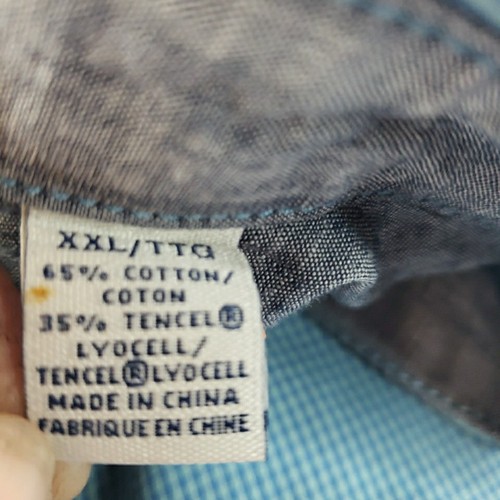 XXL/TTG
65% COTTON/
COTON
35% TENCEL®
LYOCELL/
TENCEL®LYOCELL
MADE IN CHINA
FABRIQUE EN CHINE